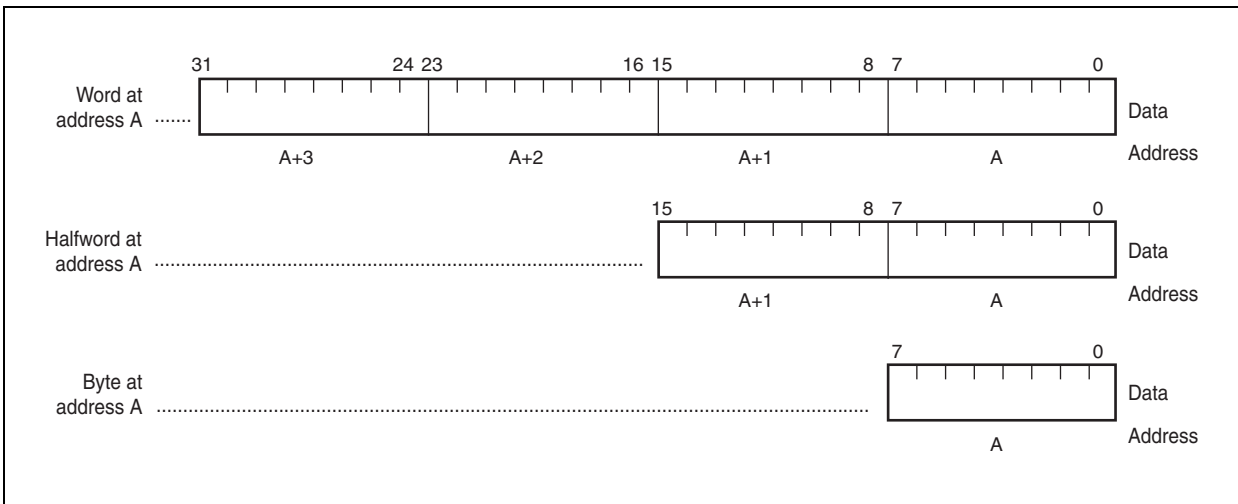 31 24 23 16 15 8 7 0
Word at
address A ....... Data
A+3 A+2 A+1 A Address
15 8 7 0
Halfword at
address A ................................................................ Data
A+1 A Address
7 0
Byte at
address A ................................................................ Data
A Address